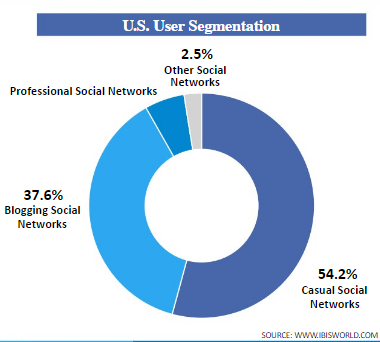 U.S. User Segmentation
2.5%
Other Social
Networks
Professional Social Networks
37.6%
Blogging Social
Networks
54.2%
Casual Social
Networks
SOURCE: WWW.IBISWORLD.COM